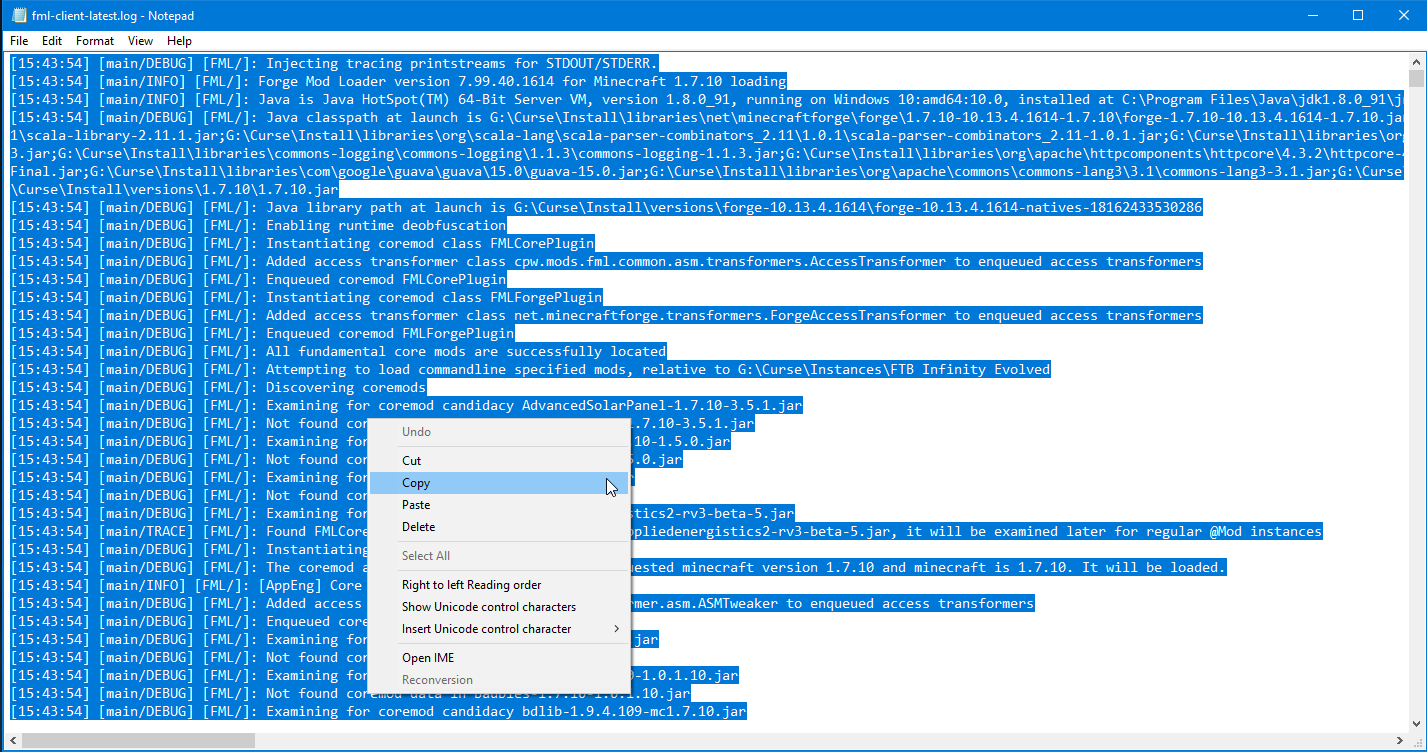 fml-client-latest.log - Notepad
File Edit Format View Help
[15:43:54] [main/DEBUG] [FML/]: Injecting tracing printstreams for STDOUT/STDERR.
[15:43:54] [main/INFO] [FML/]: Forge Mod Loader version 7.99.40.1614 for Minecraft 1.7.10 loading
[15:43:54] [main/INFO] [FML/]: Java is Java HotSpot(TM) 64-Bit Server VM, version 1.8.0_91, running on Windows 10:amd64:10.0, installed at C:\Program Files\Java\jdk1.8.0_91\j
[15:43:54] [main/DEBUG] [FML/]: Java classpath at launch is G:\Curse\Install\libraries\net\minecraftforge\forge\1.7.10-10.13.4.1614-1.7.10\forge-1.7.10-10.13.4.1614-1.7.10.ja
1\scala-library-2.11.1.jar;G:\Curse\Install\libraries\org\scala-lang\scala-parser-combinators_2.11\1.0.1\scala-parser-combinators_2.11-1.0.1.jar;G:\Curse\Install\libraries\or
3.jar;G:\Curse\Install\libraries\commons-logging\commons-logging\1.1.3\commons-logging-1.1.3.jar;G:\Curse\Install\libraries\org\apache\httpcomponents\httpcore\4.3.2\httpcore-
Final.jar;G:\Curse\Install\libraries\com\google\guava\guava\15.0\guava-15.0.jar;G:\Curse\Install\libraries\org\apache\commons\commons-lang3\3.1\commons-lang3-3.1.jar;G:\Curse
\Curse\Install\versions\1.7.10\1.7.10.jar
[15:43:54] [main/DEBUG] [FML/]: Java library path at launch is G:\Curse\Install\versions\forge-10.13.4.1614\forge-10.13.4.1614-natives-18162433530286
[15:43:54] [main/DEBUG] [FML/]: Enabling runtime deobfuscation
[15:43:54] [main/DEBUG] [FML/]: Instantiating coremod class FMLCorePlugin
[15:43:54] [main/DEBUG] [FML/]: Added access transformer class cpw.mods.fml.common.asm.transformers.AccessTransformer to enqueued access transformers
[15:43:54] [main/DEBUG] [FML/]: Enqueued coremod FMLCorePlugin
[15:43:54] [main/DEBUG] [FML/]: Instantiating coremod class FMLForgePlugin
[15:43:54] [main/DEBUG] [FML/]: Added access transformer class net.minecraftforge.transformers.ForgeAccessTransformer to enqueued access transformers
[15:43:54] [main/DEBUG] [FML/]: Enqueued coremod FMLForgePlugin
[15:43:54] [main/DEBUG] [FML/]: All fundamental core mods are successfully located
[15:43:54] [main/DEBUG] [FML/]: Attempting to load commandline specified mods, relative to G:\Curse\Instances\FTB Infinity Evolved
[15:43:54] [main/DEBUG] [FML/]: Discovering coremods
[15:43:54] [main/DEBUG] [FML/]: Examining for coremod candidacy AdvancedSolarPanel-1.7.10-3.5.1.jar
[15:43:54] [main/DEBUG] [FML/]: Not found cor .7.10-3.5.1.jar
[15:43:54] [main/DEBUG] [FML/]: Examining for 10-1.5.0.jar
[15:43:54] [main/DEBUG] [FML/]: Not found cor 5.0.jar
[15:43:54] [main/DEBUG] [FML/]: Examining for
[15:43:54] [main/DEBUG] [FML/]: Not found cor
[15:43:54] [main/DEBUG] [FML/]: Examining for stics2-rv3-beta-5.jar
[15:43:54] [main/TRACE] [FML/]: Found FMLCore ppliedenergistics2-rv3-beta-5.jar, it will be examined later for regular @Mod instances
[15:43:54] [main/DEBUG] [FML/]: Instantiating
[15:43:54] [main/DEBUG] [FML/]: The coremod a uested minecraft version 1.7.10 and minecraft is 1.7.10. It will be loaded.
[15:43:54] [main/INFO] [FML/]: [AppEng] Core
[15:43:54] [main/DEBUG] [FML/]: Added access rmer.asm.ASMTweaker to enqueued access transformers
[15:43:54] [main/DEBUG] [FML/]: Enqueued core
[15:43:54] [main/DEBUG] [FML/]: Examining for jar
[15:43:54] [main/DEBUG] [FML/]: Not found cor
[15:43:54] [main/DEBUG] [FML/]: Examining for 0-1.0.1.10.jar
[15:43:54] [main/DEBUG] [FML/]: Not found coremod data in baubles-1.7.10-1.0.1.10.jar
[15:43:54] [main/DEBUG] [FML/]: Examining for coremod candidacy bdlib-1.9.4.109-mc1.7.10.jar
Undo
Cut
Copy
Paste
Delete
Select All
Right to left Reading order
Show Unicode control characters
Insert Unicode control character
Open IME
Reconversion